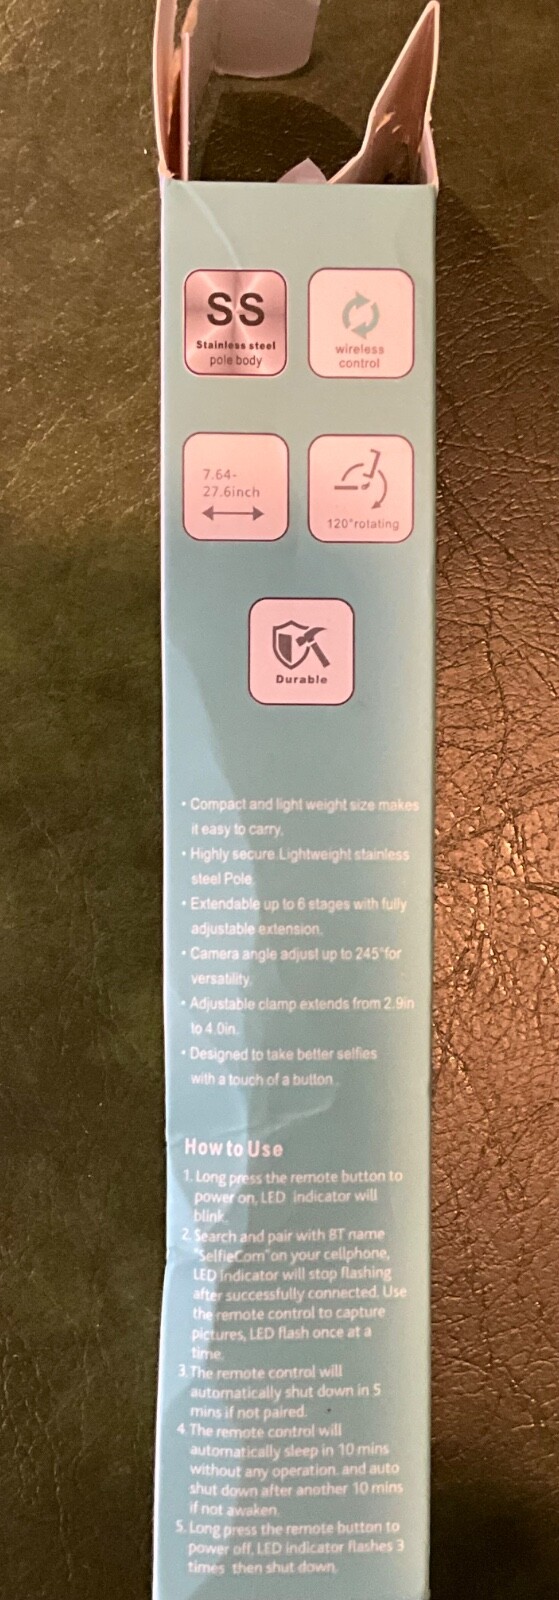 SS
Stainless steel
pole body
wireless
control
7.64-
27.6inch
120°rotating
Durable
• Compact and light weight size makes
it easy to carry.
• Highly secure Lightweight stainless
steel Pole
• Extendable up to 6 stages with fully
adjustable extension.
• Camera angle adjust up to 245°for
versatility.
• Adjustable clamp extends from 2.9in
to 4.0in.
• Designed to take better selfies
with a touch of a button.
How to Use
1. Long press the remote button to
power on, LED indicator will
blink.
2. Search and pair with BT name
"SelfieCom"on your cellphone,
LED indicator will stop flashing
after successfully connected. Use
the remote control to capture
pictures, LED flash once at a
time.
3. The remote control will
automatically shut down in 5
mins if not paired.
4. The remote control will
automatically sleep in 10 mins
without any operation. and auto
shut down after another 10 mins
if not awaken.
5. Long press the remote button to
power off, LED indicator flashes 3
times then shut down.